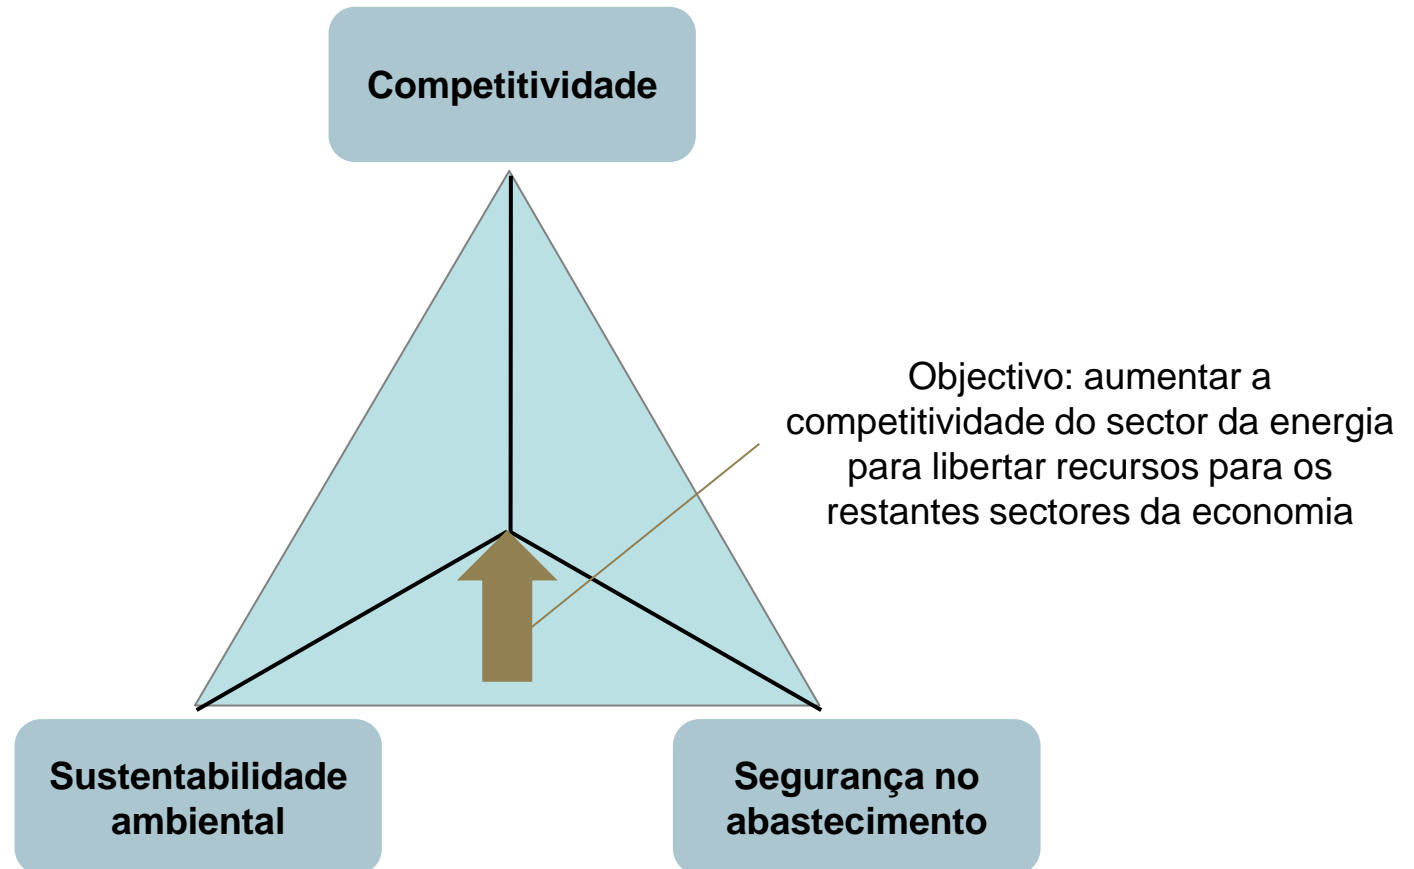 Competitividade
Objectivo: aumentar a
competitividade do sector da energia
para libertar recursos para os
restantes sectores da economia
Sustentabilidade
ambiental
Segurança no
abastecimento